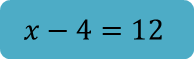 x − 4 = 12